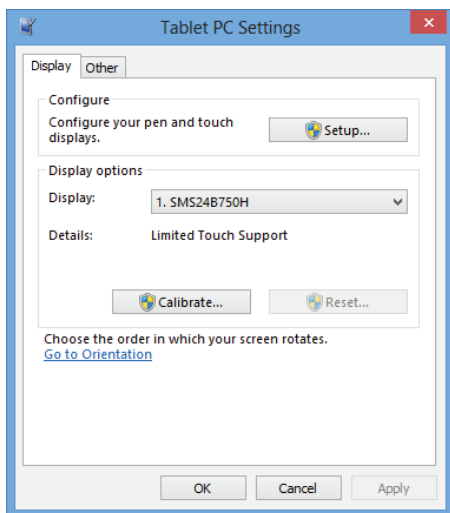 Tablet PC Settings
Display
Other
Configure
Configure your pen and touch
displays.
Setup...
Display options
Display:
1. SMS24B750H
Details:
Limited Touch Support
Calibrate...
Reset...
Choose the order in which your screen rotates.
Go to Orientation
OK
Cancel
Apply